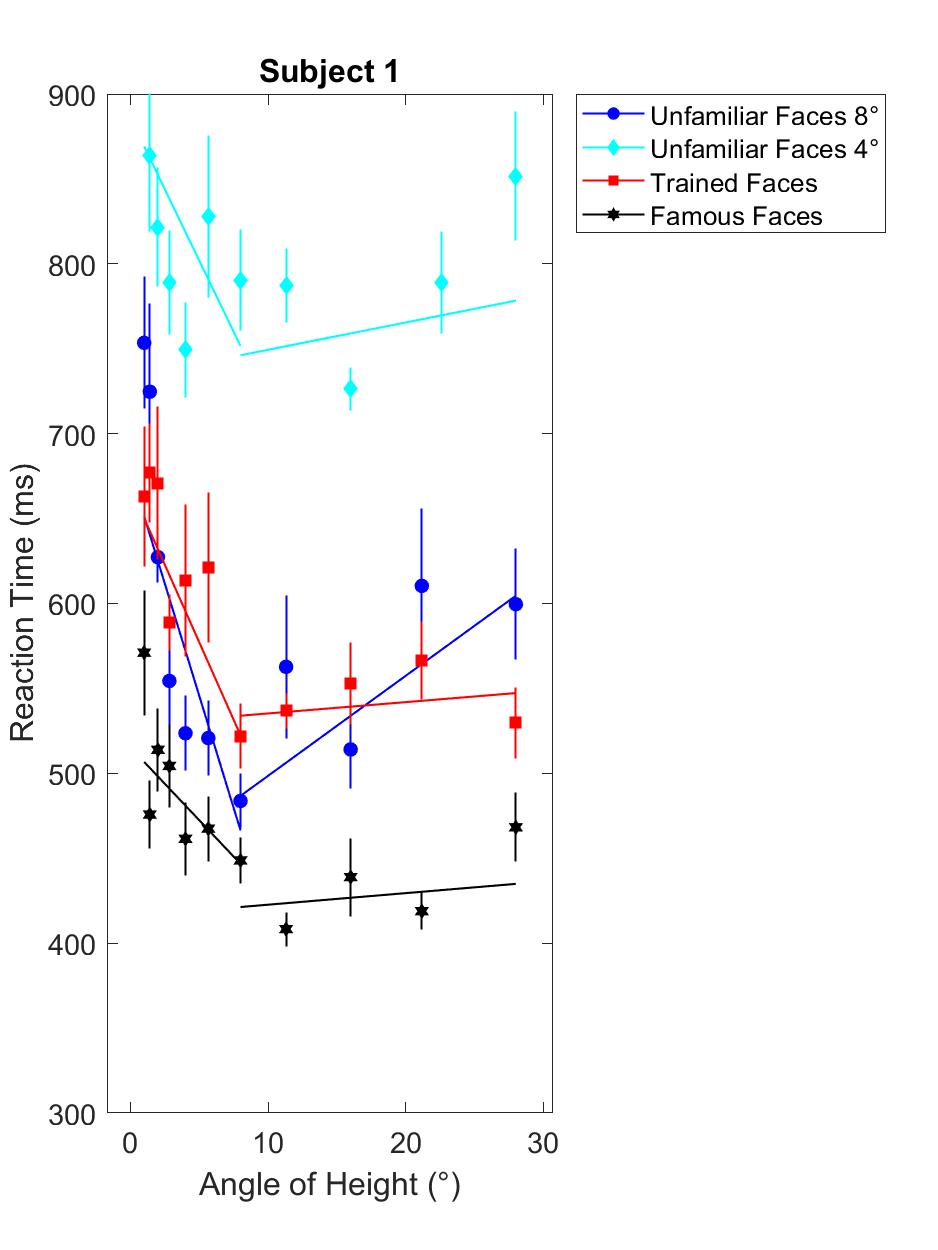 Subject 1
900
800
700
600
500
400
300
0 10 20 30
Reaction Time (ms)
Angle of Height (°)
Unfamiliar Faces 8°
Unfamiliar Faces 4°
Trained Faces
Famous Faces